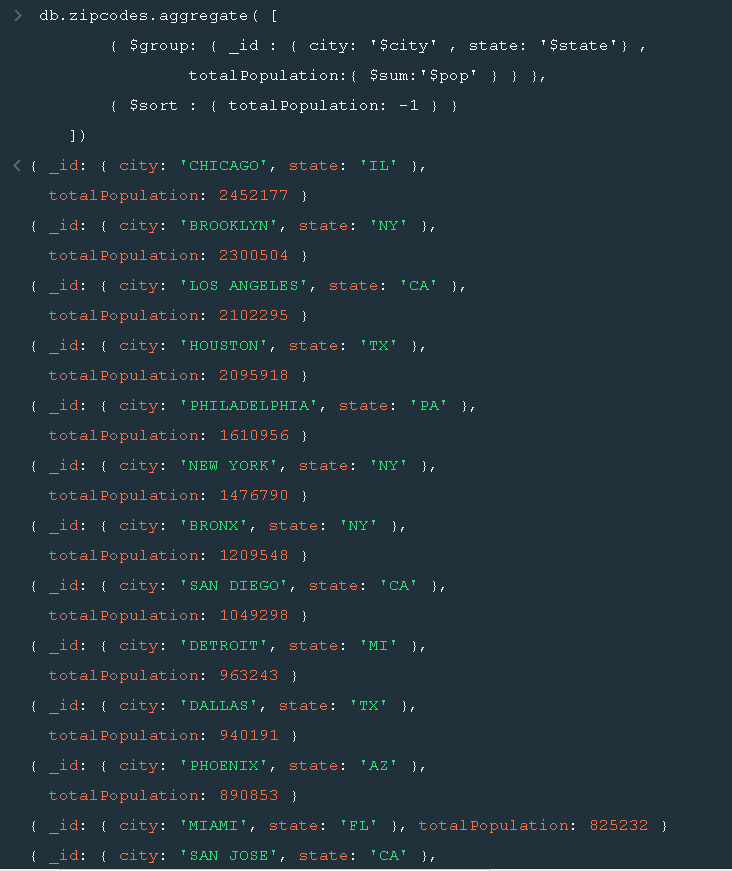 > db.zipcodes.aggregate( [
{ $group: { _id : { city: '$city' , state: '$state'} ,
totalPopulation:{ $sum:'$pop' } } },
{ $sort : { totalPopulation: -1 } }
])
< { _id: { city: 'CHICAGO', state: 'IL' },
totalPopulation: 2452177 }
{ _id: { city: 'BROOKLYN', state: 'NY' },
totalPopulation: 2300504 }
{ _id: { city: 'LOS ANGELES', state: 'CA' },
totalPopulation: 2102295 }
{ _id: { city: 'HOUSTON', state: 'TX' },
totalPopulation: 2095918 }
{ _id: { city: 'PHILADELPHIA', state: 'PA' },
totalPopulation: 1610956 }
{ _id: { city: 'NEW YORK', state: 'NY' },
totalPopulation: 1476790 }
{ _id: { city: 'BRONX', state: 'NY' },
totalPopulation: 1209548 }
{ _id: { city: 'SAN DIEGO', state: 'CA' },
totalPopulation: 1049298 }
{ _id: { city: 'DETROIT', state: 'MI' },
totalPopulation: 963243 }
{ _id: { city: 'DALLAS', state: 'TX' },
totalPopulation: 940191 }
{ _id: { city: 'PHOENIX', state: 'AZ' },
totalPopulation: 890853 }
{ _id: { city: 'MIAMI', state: 'FL' }, totalPopulation: 825232 }
{ _id: { city: 'SAN JOSE', state: 'CA' },